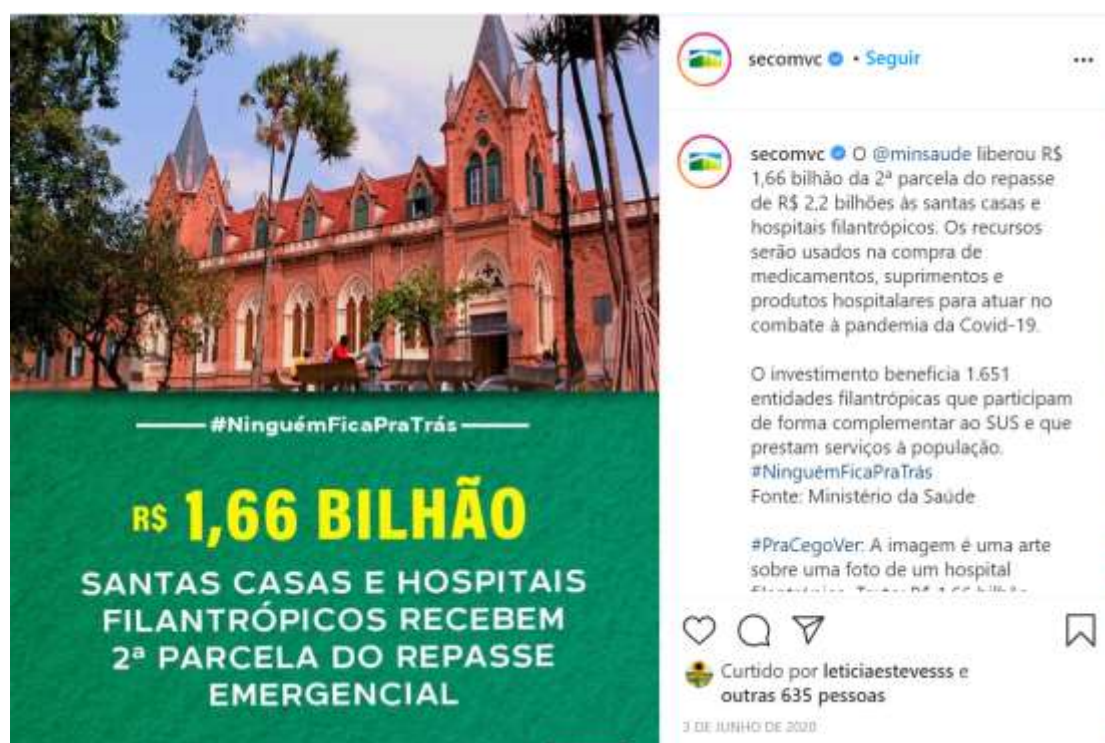 #NinguémFicaPraTrás
R$ 1,66 BILHÃO
SANTAS CASAS E HOSPITAIS
FILANTRÓPICOS RECEBEM
2ª PARCELA DO REPASSE
EMERGENCIAL
secomvc • Seguir
secomvc O @minsaude liberou R$
1,66 bilhão da 2ª parcela do repasse
de R$ 2,2 bilhões às santas casas e
hospitais filantrópicos. Os recursos
serão usados na compra de
medicamentos, suprimentos e
produtos hospitalares para atuar no
combate à pandemia da Covid-19.
O investimento beneficia 1.651
entidades filantrópicas que participam
de forma complementar ao SUS e que
prestam serviços à população.
#NinguémFicaPraTrás
Fonte: Ministério da Saúde
#PraCegoVer: A imagem é uma arte
sobre uma foto de um hospital
Curtido por leticiaestevesss e
outras 635 pessoas
3 DE JUNHO DE 2020